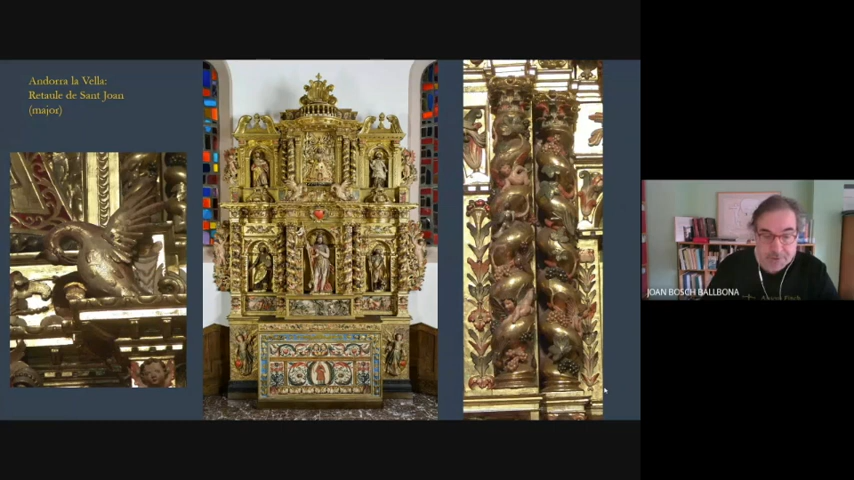 Andorra la Vella:
Retaule de Sant Joan
(major)
JOAN BOSCH BALLBONA